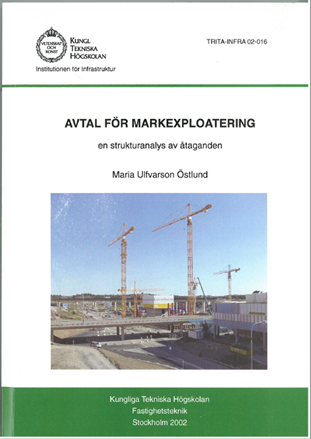 VETENSKAP
OCH
KONST
KUNGL
TEKNISKA
HÖGSKOLAN
TRITA-INFRA 02-016
Institutionen för Infrastruktur
AVTAL FÖR MARKEXPLOATERING
en strukturanalys av åtaganden
Maria Ulfvarson Östlund
Kungliga Tekniska Högskolan
Fastighetsteknik
Stockholm 2002